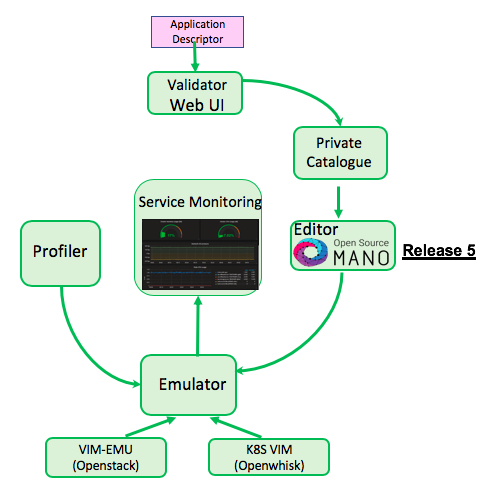 Application
Descriptor
Validator
Web UI
Private
Catalogue
Service Monitoring
Profiler
Editor
Open Source
MANO
Release 5
Emulator
VIM-EMU
(Openstack)
K8S VIM
(Openwhisk)